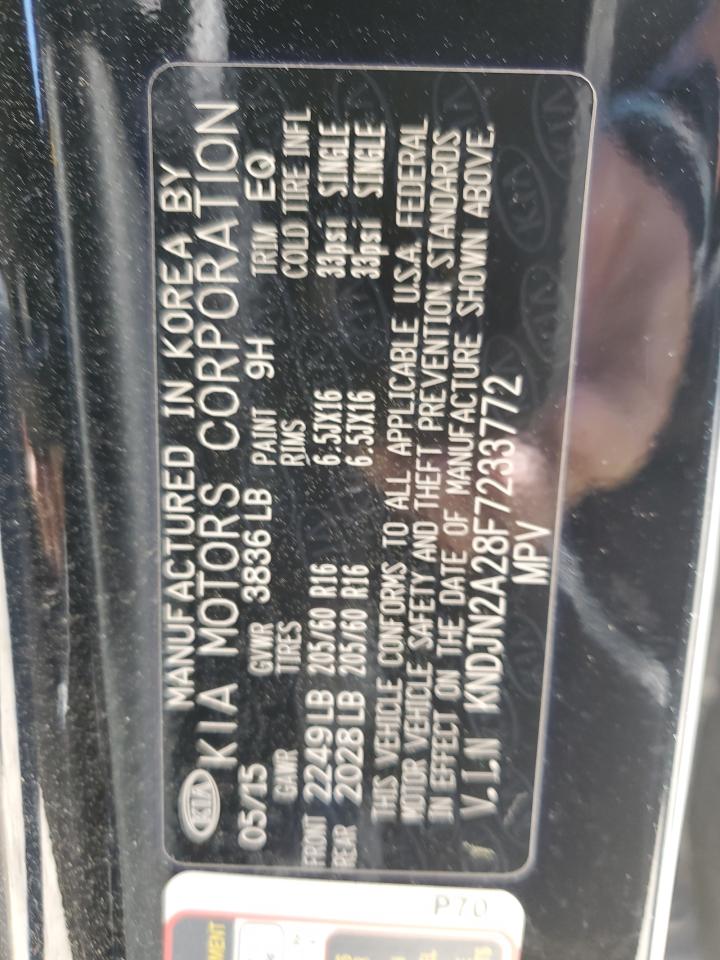 KIA
MANUFACTURED IN KOREA BY
KIA MOTORS CORPORATION
05/15 GVWR 3836 LB PAINT 9H TRIM EQ
GAWR TIRES RIMS COLD TIRE INFL
FRONT 2249 LB 205/60 R16 6.5JX16 33psi SINGLE
REAR 2028 LB 205/60 R16 6.5JX16 33psi SINGLE
THIS VEHICLE CONFORMS TO ALL APPLICABLE U.S.A. FEDERAL
MOTOR VEHICLE SAFETY AND THEFT PREVENTION STANDARDS
IN EFFECT ON THE DATE OF MANUFACTURE SHOWN ABOVE.
V.I.N KNDJN2A28F7233772
MPV
P70